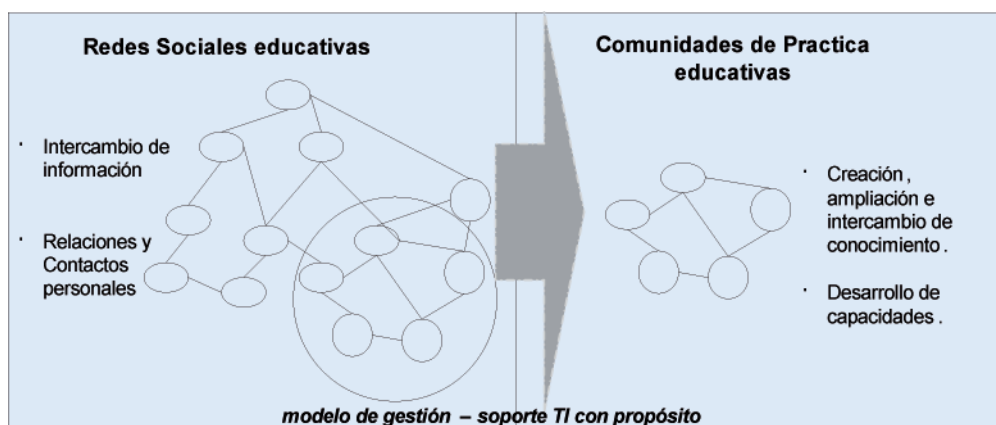 Redes Sociales educativas
· Intercambio de
información
· Relaciones y
Contactos
personales
Comunidades de Practica
educativas
· Creación ,
ampliación e
intercambio de
conocimiento .
· Desarrollo de
capacidades .
modelo de gestión – soporte TI con propósito